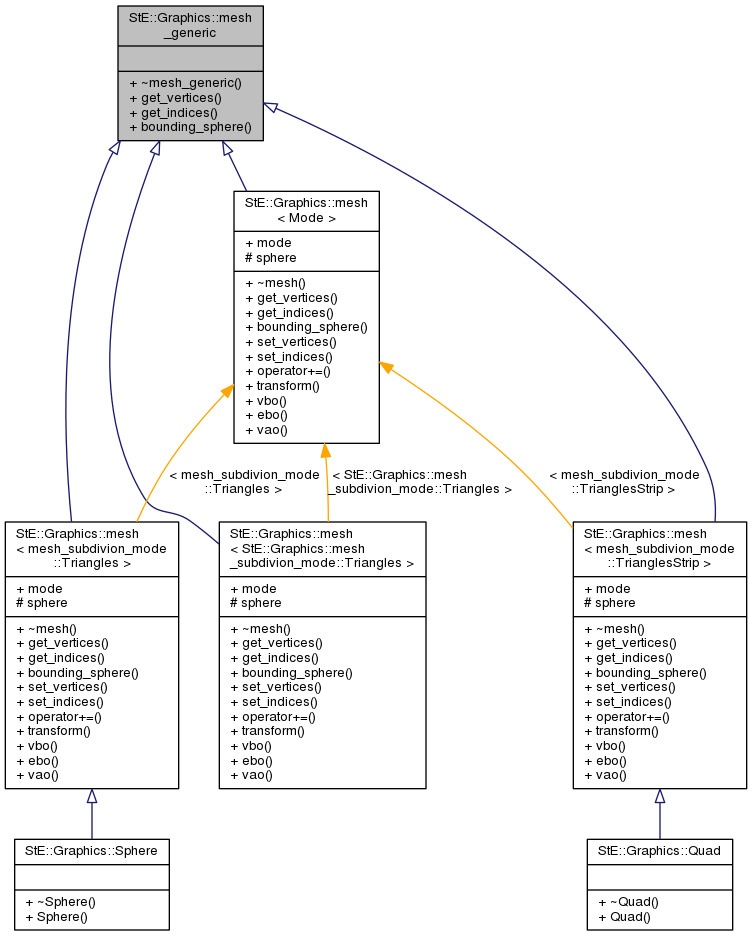 StE::Graphics::mesh
_generic
+ ~mesh_generic()
+ get_vertices()
+ get_indices()
+ bounding_sphere()
StE::Graphics::mesh
< Mode >
+ mode
# sphere
+ ~mesh()
+ get_vertices()
+ get_indices()
+ bounding_sphere()
+ set_vertices()
+ set_indices()
+ operator+=()
+ transform()
+ vbo()
+ ebo()
+ vao()
< mesh_subdivion_mode
::Triangles >
< StE::Graphics::mesh
_subdivion_mode::Triangles >
< mesh_subdivion_mode
::TrianglesStrip >
StE::Graphics::mesh
< mesh_subdivion_mode
::Triangles >
+ mode
# sphere
+ ~mesh()
+ get_vertices()
+ get_indices()
+ bounding_sphere()
+ set_vertices()
+ set_indices()
+ operator+=()
+ transform()
+ vbo()
+ ebo()
+ vao()
StE::Graphics::mesh
< StE::Graphics::mesh
_subdivion_mode::Triangles >
+ mode
# sphere
+ ~mesh()
+ get_vertices()
+ get_indices()
+ bounding_sphere()
+ set_vertices()
+ set_indices()
+ operator+=()
+ transform()
+ vbo()
+ ebo()
+ vao()
StE::Graphics::mesh
< mesh_subdivion_mode
::TrianglesStrip >
+ mode
# sphere
+ ~mesh()
+ get_vertices()
+ get_indices()
+ bounding_sphere()
+ set_vertices()
+ set_indices()
+ operator+=()
+ transform()
+ vbo()
+ ebo()
+ vao()
StE::Graphics::Sphere
+ ~Sphere()
+ Sphere()
StE::Graphics::Quad
+ ~Quad()
+ Quad()